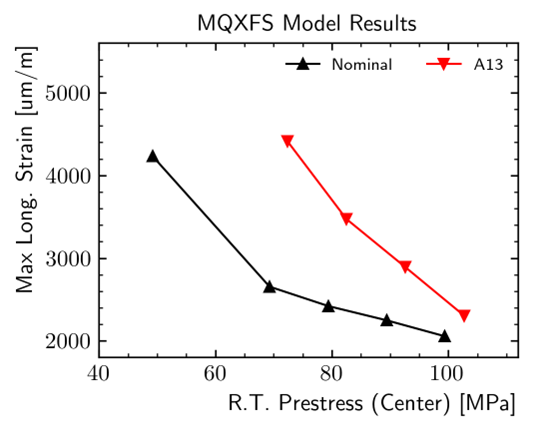 MQXFS Model Results
Nominal
A13
Max Long. Strain [um/m]
5000
4000
3000
2000
40
60
80
100
R.T. Prestress (Center) [MPa]